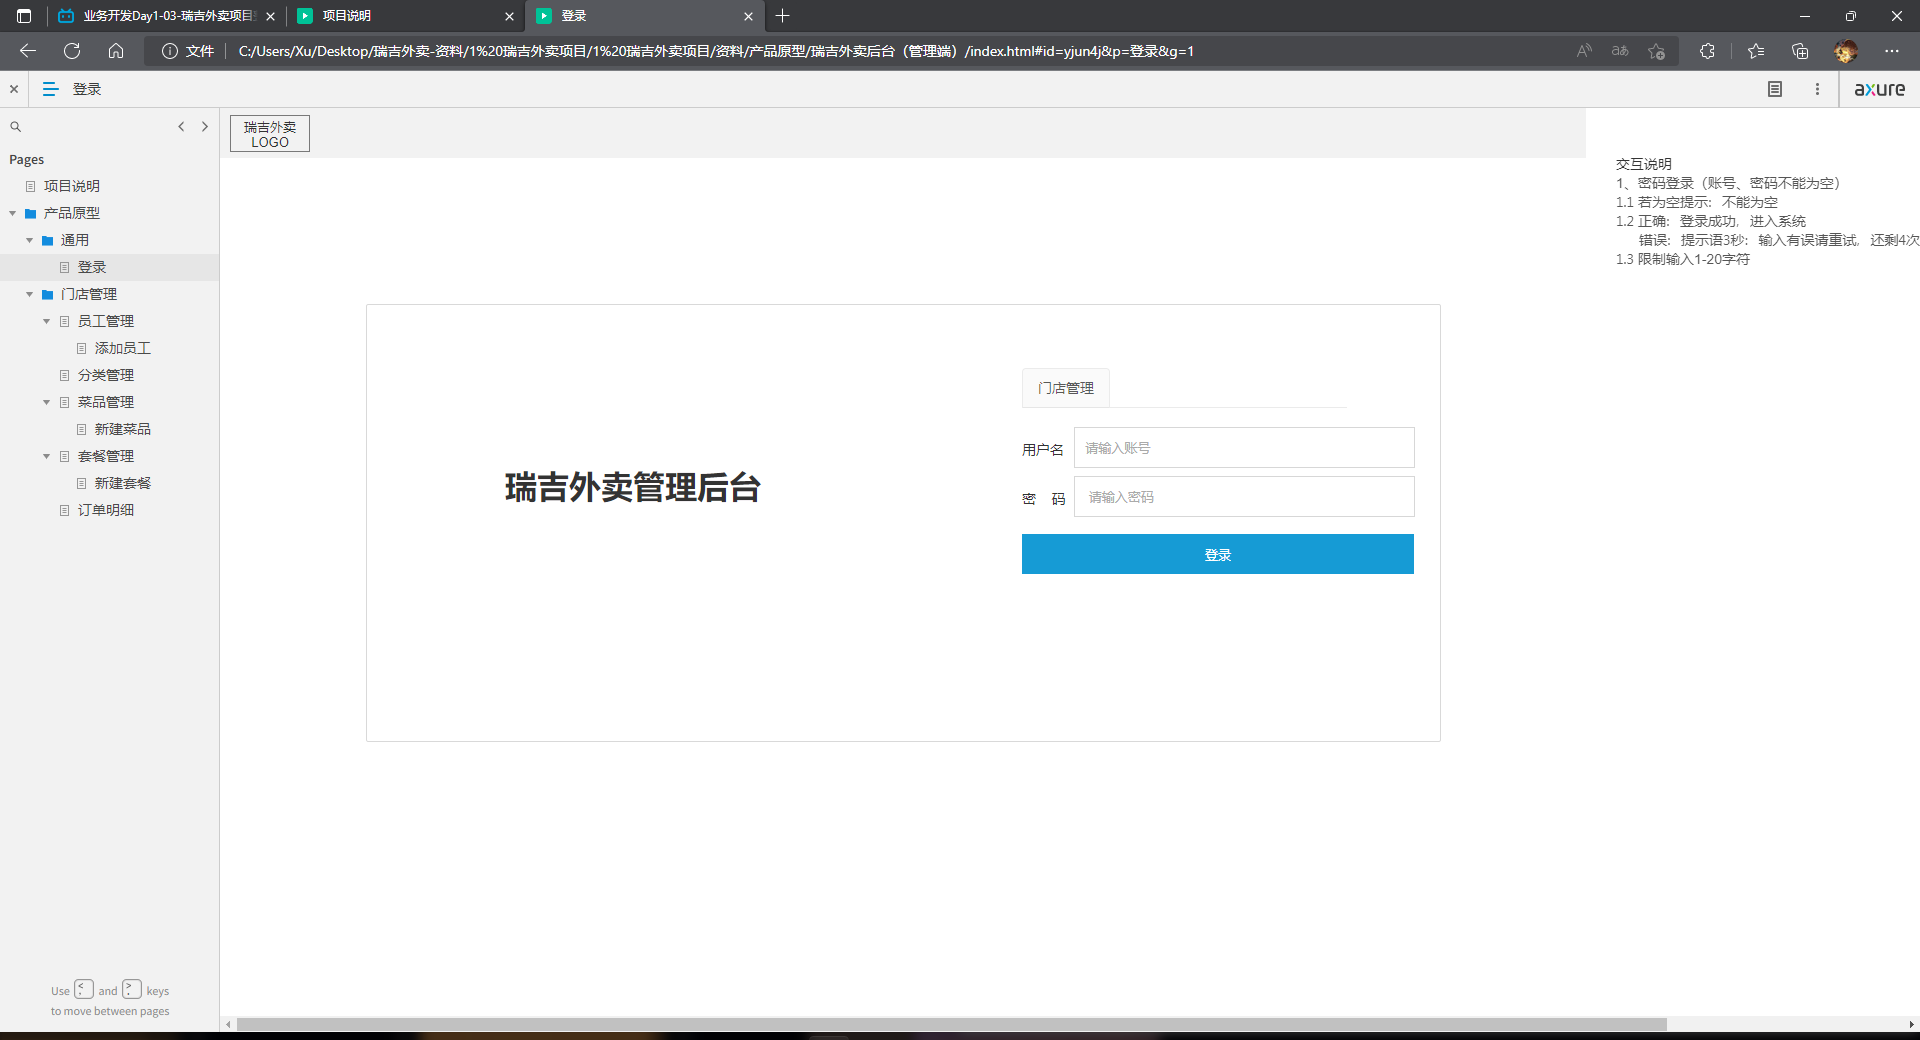 业务开发Day1-03-瑞吉外卖项目
项目说明
登录
文件
C:/Users/Xu/Desktop/瑞吉外卖-资料/1%20瑞吉外卖项目/1%20瑞吉外卖项目/资料/产品原型/瑞吉外卖后台（管理端）/index.html#id=yjun4j&p=登录&g=1
登录
axure
Pages
项目说明
产品原型
通用
登录
门店管理
员工管理
添加员工
分类管理
菜品管理
新建菜品
套餐管理
新建套餐
订单明细
Use < , and > . keys
to move between pages
瑞吉外卖
LOGO
瑞吉外卖管理后台
门店管理
用户名 请输入账号
密 码 请输入密码
登录
交互说明
1、密码登录（账号、密码不能为空）
1.1 若为空提示：不能为空
1.2 正确：登录成功，进入系统
错误：提示语3秒：输入有误请重试，还剩4次
1.3 限制输入1-20字符